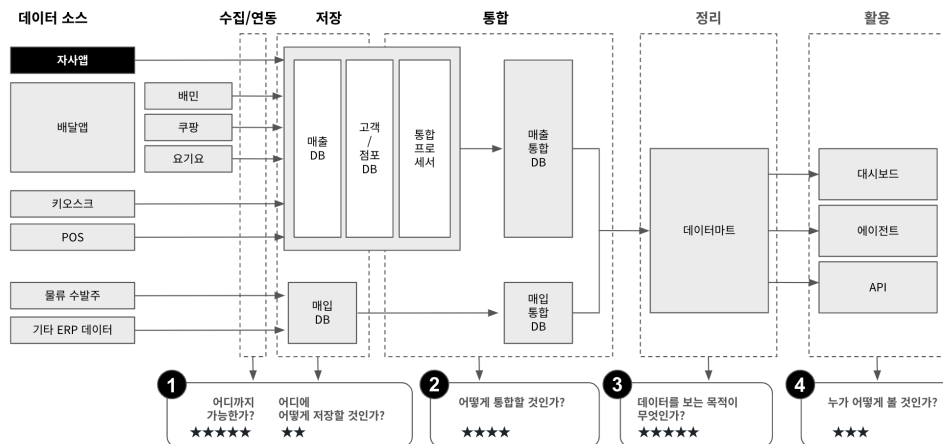 데이터 소스
수집/연동
저장
통합
정리
활용
자사앱
배달앱
배민
쿠팡
요기요
키오스크
POS
물류 수발주
기타 ERP 데이터
매출
DB
고객
/
점포
DB
통합
프로
세서
매입
DB
매출
통합
DB
매입
통합
DB
데이터마트
대시보드
에이전트
API
1
어디까지
가능한가?
★★★★★
어디에
어떻게 저장할 것인가?
★★
2
어떻게 통합할 것인가?
★★★★
3
데이터를 보는 목적이
무엇인가?
★★★★★
4
누가 어떻게 볼 것인가?
★★★